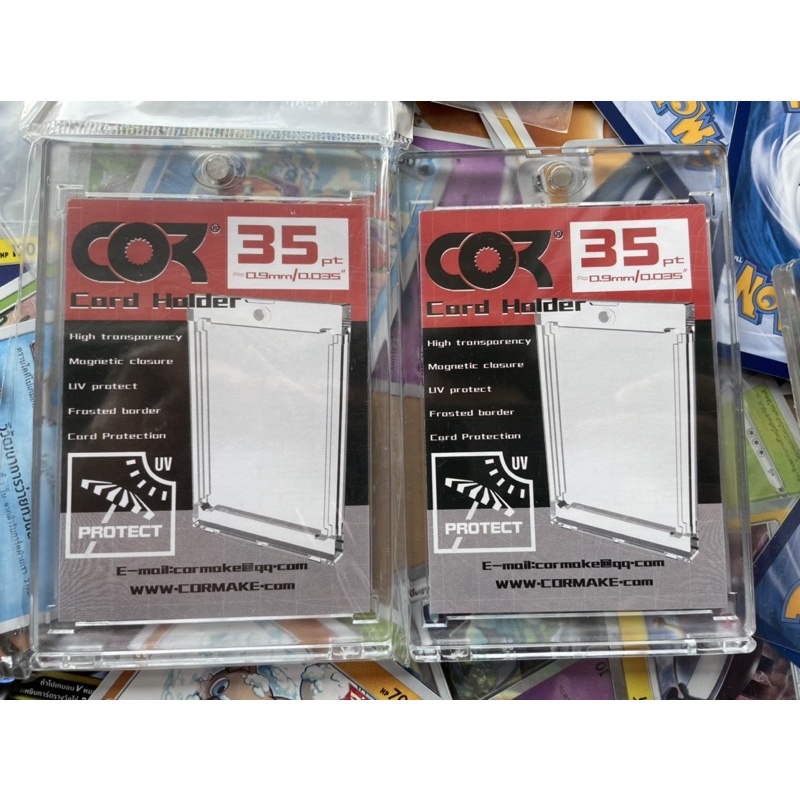 COR® 35pt
≈0.9mm/0.035"
Card Holder
High transparency
Magnetic closure
UV protect
Frosted border
Card Protection
UV
PROTECT
E-mail:cormake@qq.com
WWW.CORMAKE.com
COR® 35pt
≈0.9mm/0.035"
Card Holder
High transparency
Magnetic closure
UV protect
Frosted border
Card Protection
UV
PROTECT
E-mail:cormake@qq.com
WWW.CORMAKE.com
HP 70